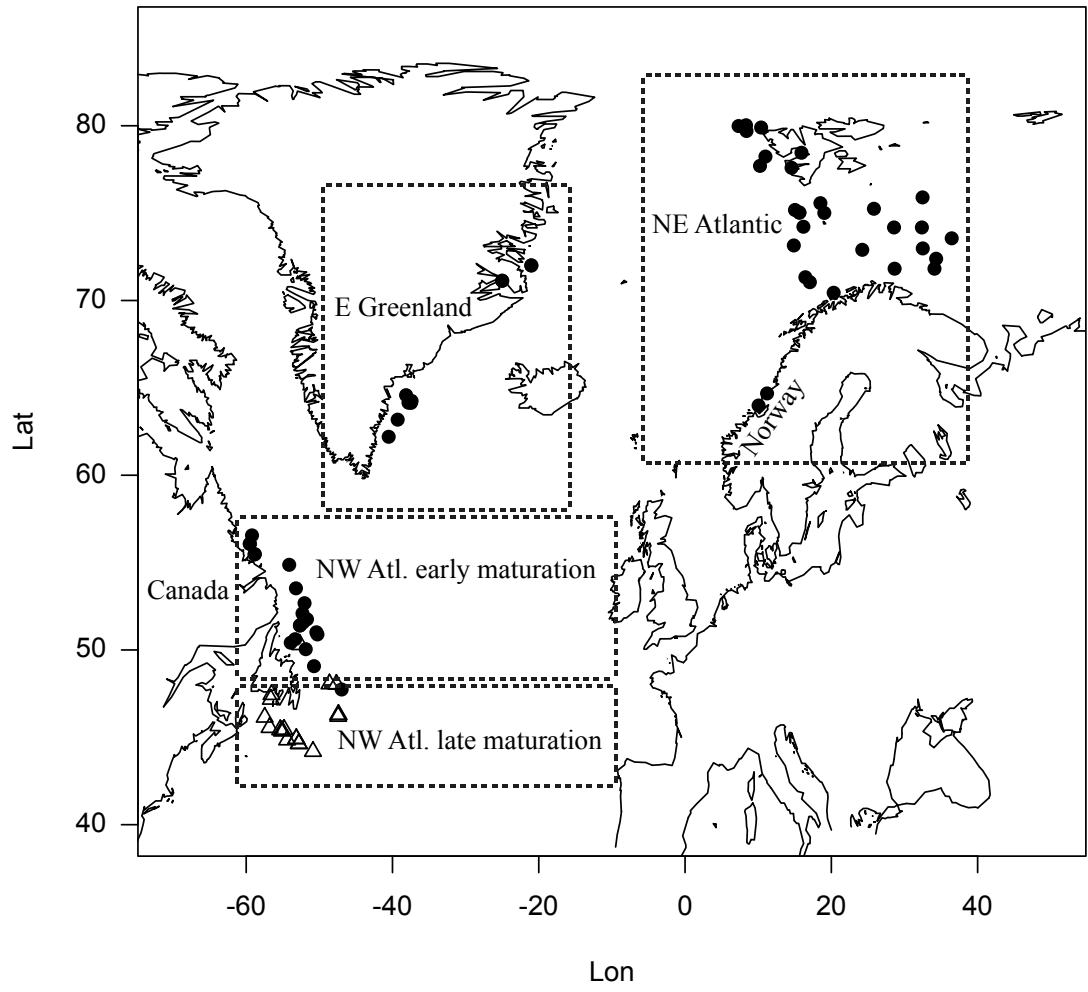 80
NE Atlantic
70
E Greenland
Lat
Norway
60
NW Atl. early maturation
Canada
50
NW Atl. late maturation
40
-60 -40 -20 0 20 40
Lon